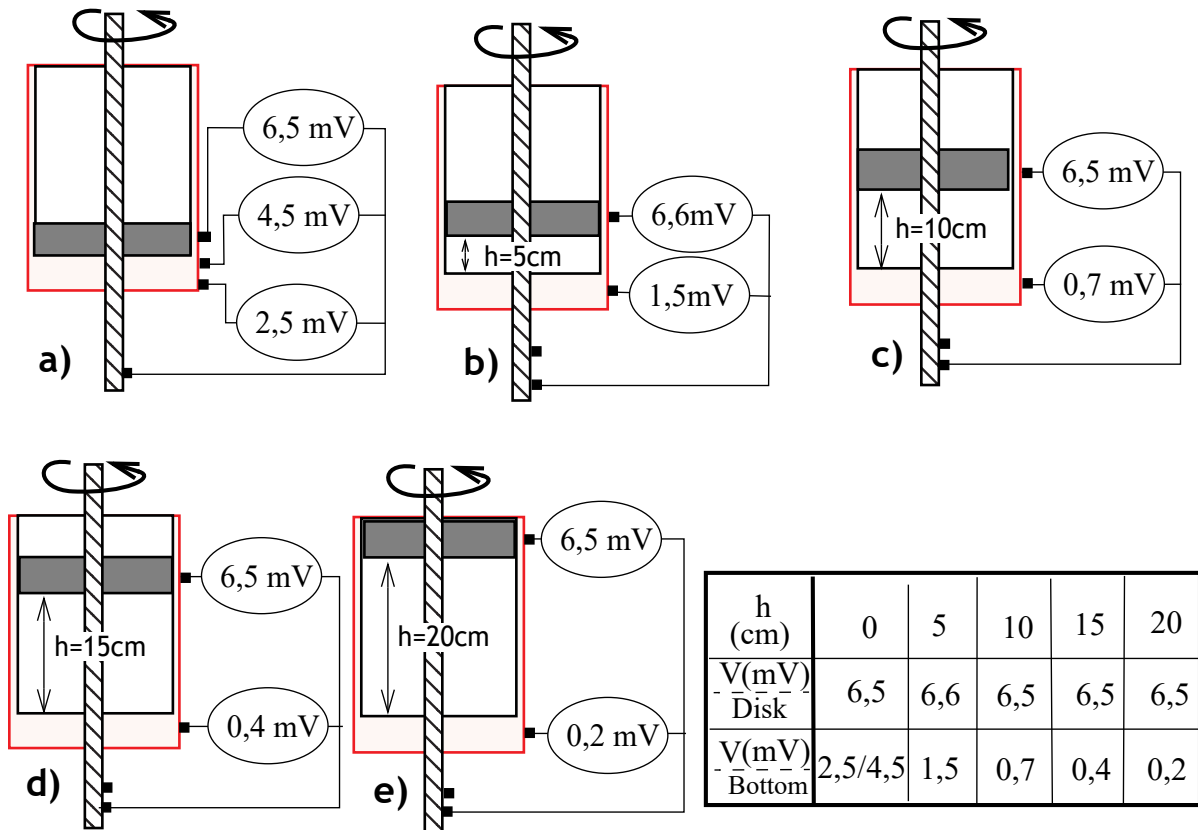 6,5 mV
4,5 mV
2,5 mV
a)
6,6mV
h=5cm
1,5mV
b)
6,5 mV
h=10cm
0,7 mV
c)
6,5 mV
h=15cm
0,4 mV
d)
6,5 mV
h=20cm
0,2 mV
e)
h (cm) 0 5 10 15 20
V(mV) Disk 6,5 6,6 6,5 6,5 6,5
V(mV) Bottom 2,5/4,5 1,5 0,7 0,4 0,2